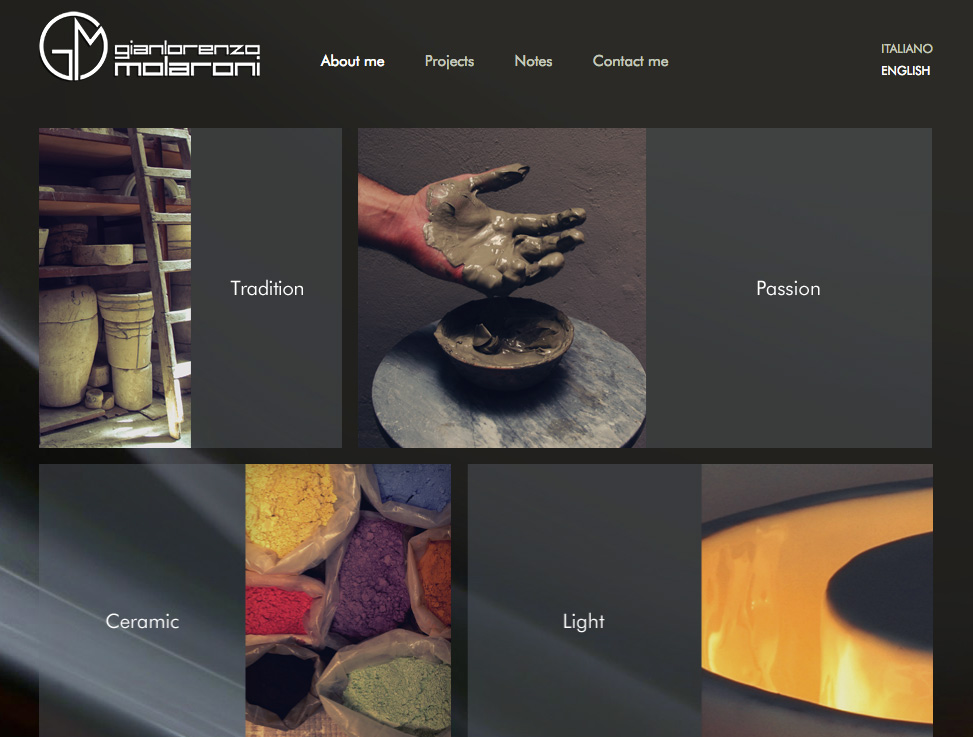 GM
gianlorenzo
molaroni
About me
Projects
Notes
Contact me
ITALIANO
ENGLISH
Tradition
Passion
Ceramic
Light